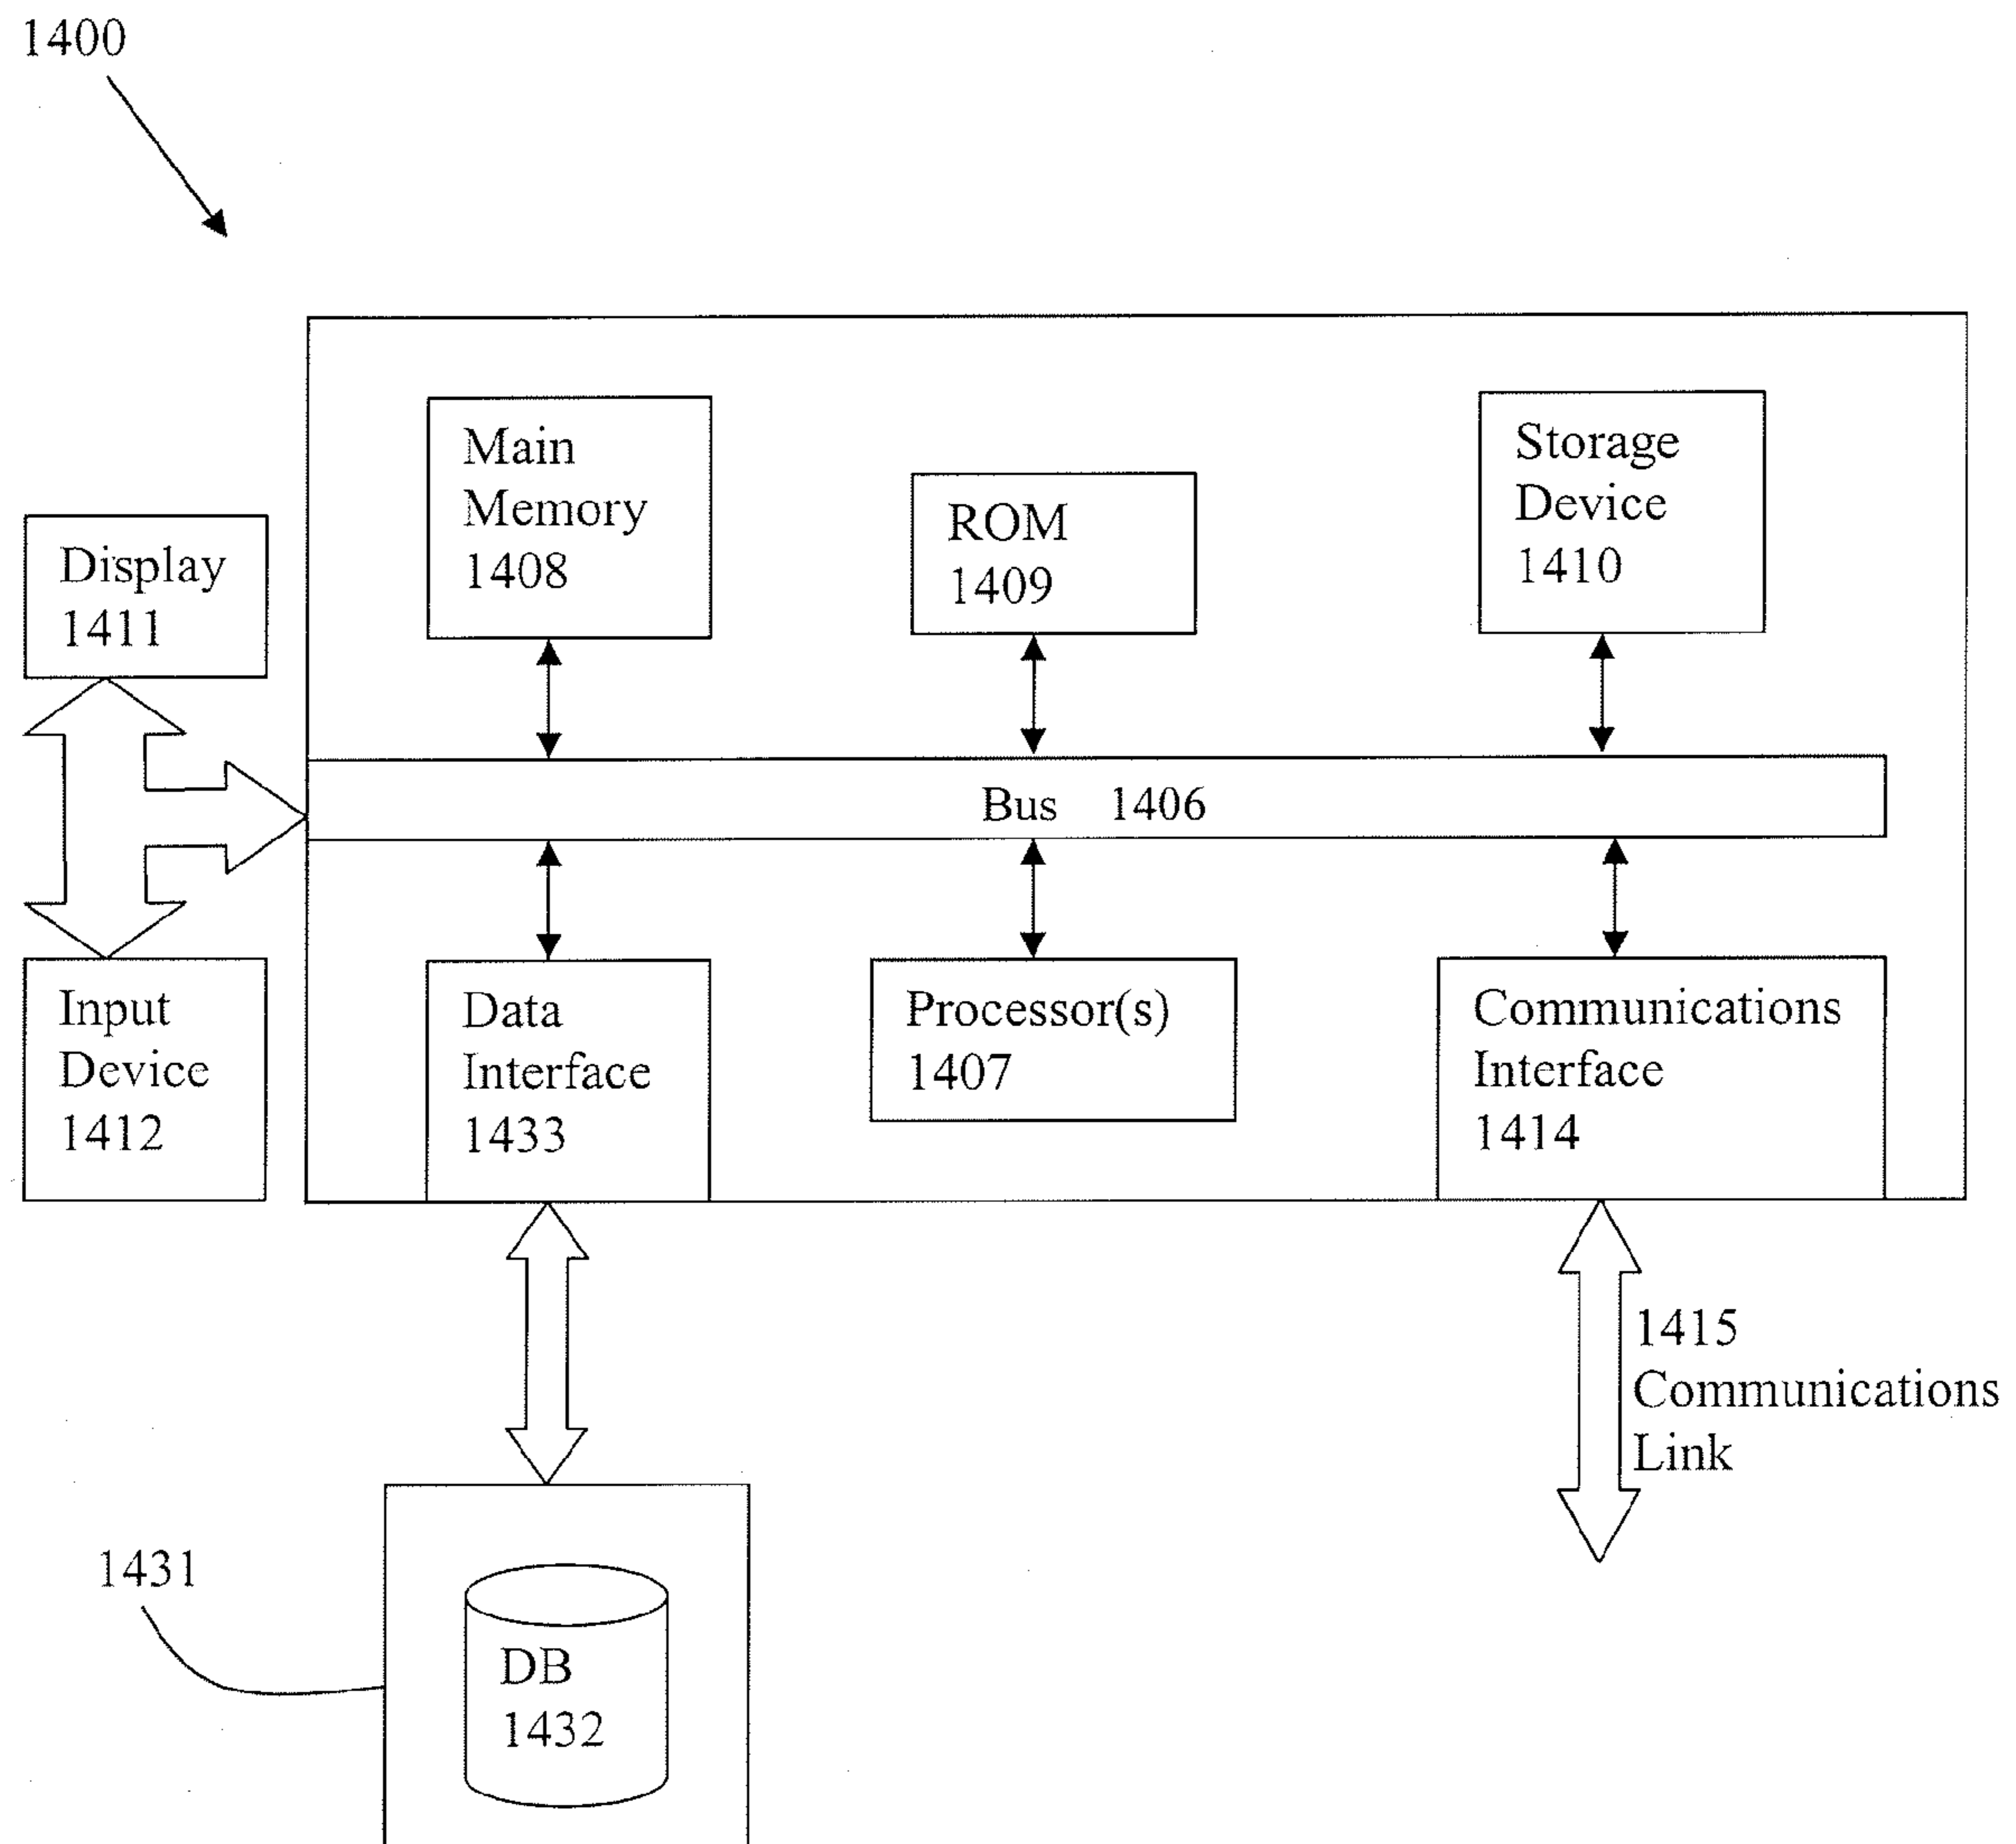 1400
Main
Memory
1408
ROM
1409
Storage
Device
1410
Display
1411
Bus 1406
Input
Device
1412
Data
Interface
1433
Processor(s)
1407
Communications
Interface
1414
1415
Communications
Link
1431
DB
1432